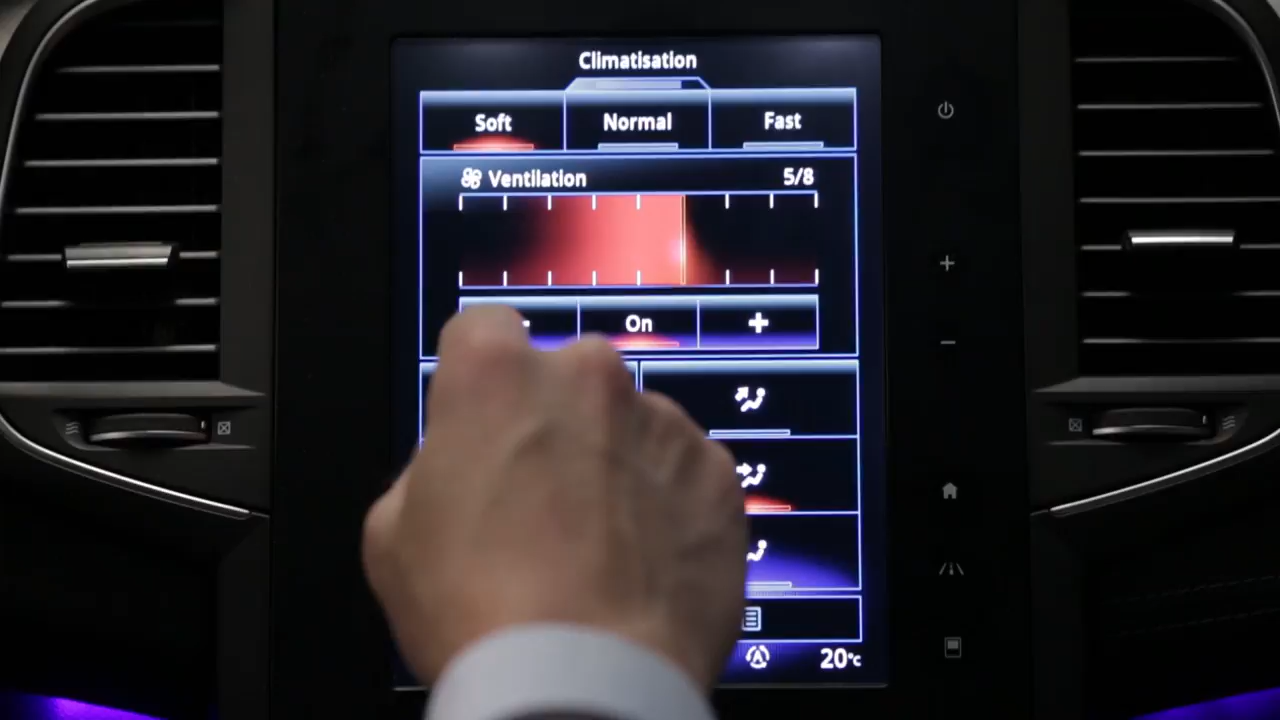 Climatisation
Soft Normal Fast
Ventilation 5/8
- On +
20°c